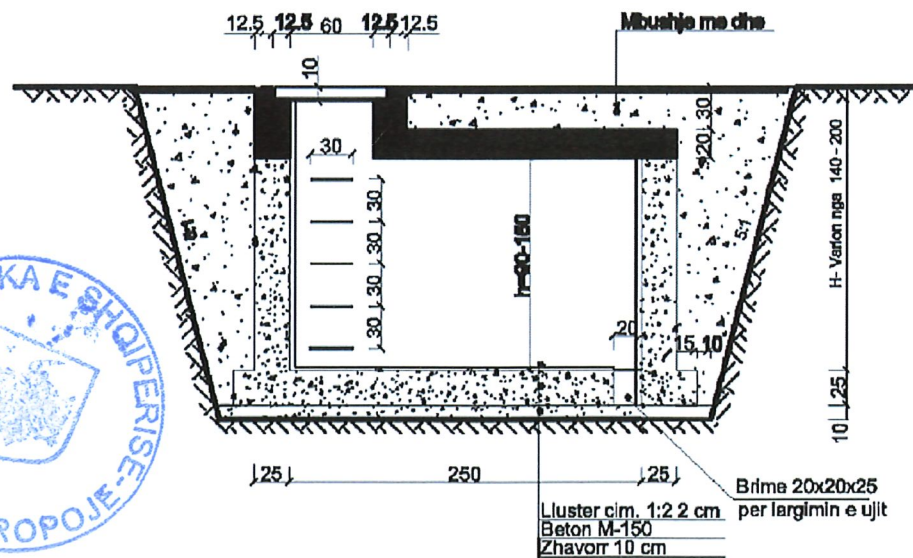 12.5 12.5 60 12.5 12.5
Mbushje me dhe
10
30
20
30
30
30
30
30
h=90-150
5:1
5:1
H- Varion nga 140 - 200
20
15 10
25
10
25 250 25
Brime 20x20x25
per largimin e ujit
Lluster cim. 1:2 2 cm
Beton M-150
Zhavorr 10 cm
KA E SHQIPERISE-
ROPOJE-